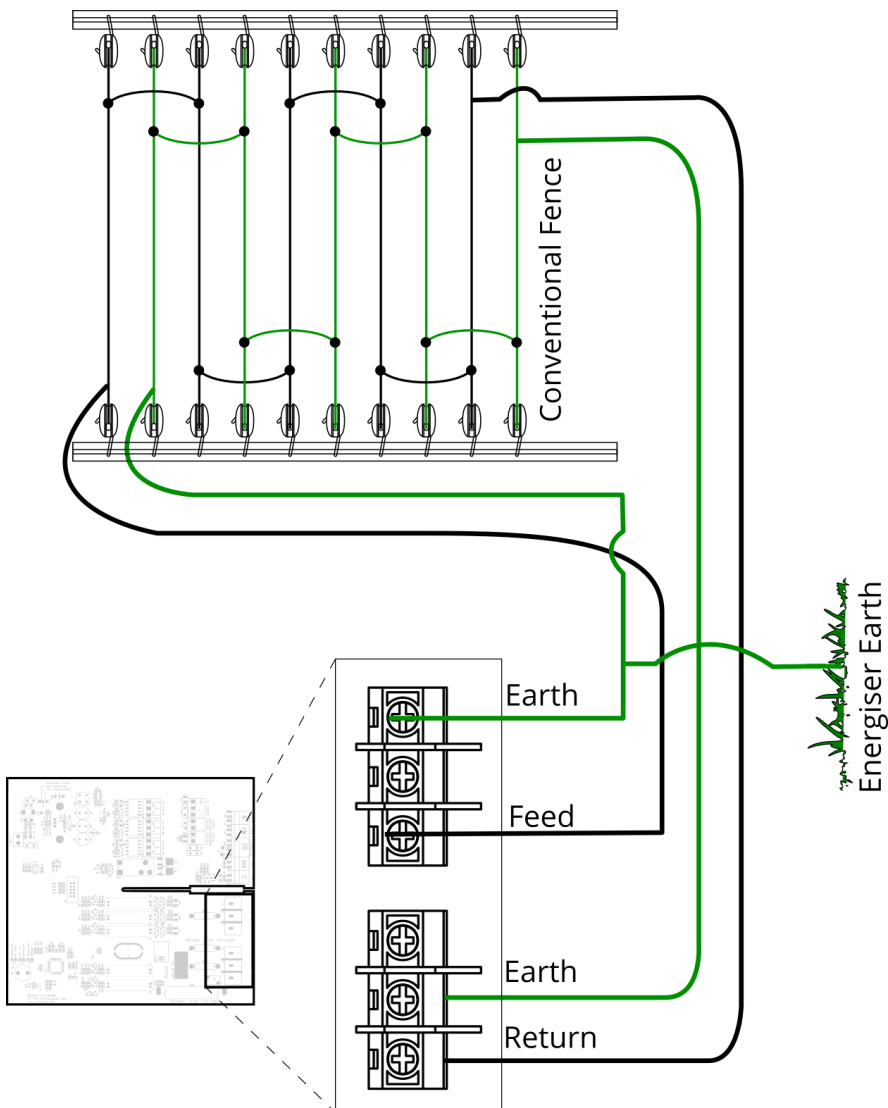 Conventional Fence
Energiser Earth
Earth
Feed
Earth
Return